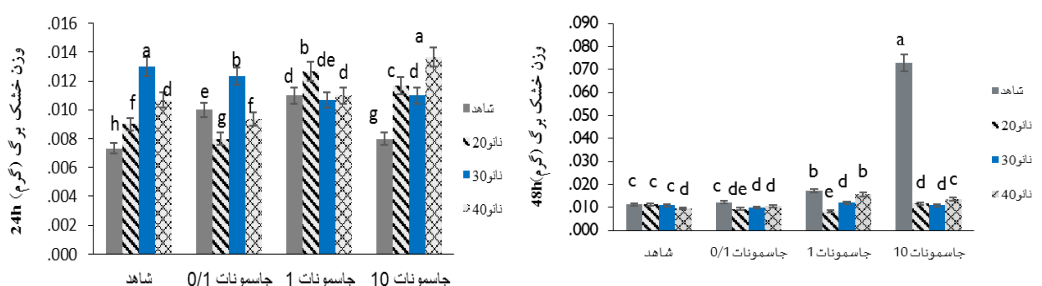 وزن خشک برگ (گرم) 24h
.016
.014
.012
.010
.008
.006
.004
.002
.000
h f a d
e g b f
d b de d
g c d a
شاهد جاسمونات 0/1 جاسمونات 1 جاسمونات 10
شاهد
نانو20
نانو30
نانو40
وزن خشک برگ (گرم)48h
.090
.080
.070
.060
.050
.040
.030
.020
.010
.000
c c c d
c de d d
b e d b
a d d c
شاهد جاسمونات 0/1 جاسمونات 1 جاسمونات 10
شاهد
نانو20
نانو30
نانو40